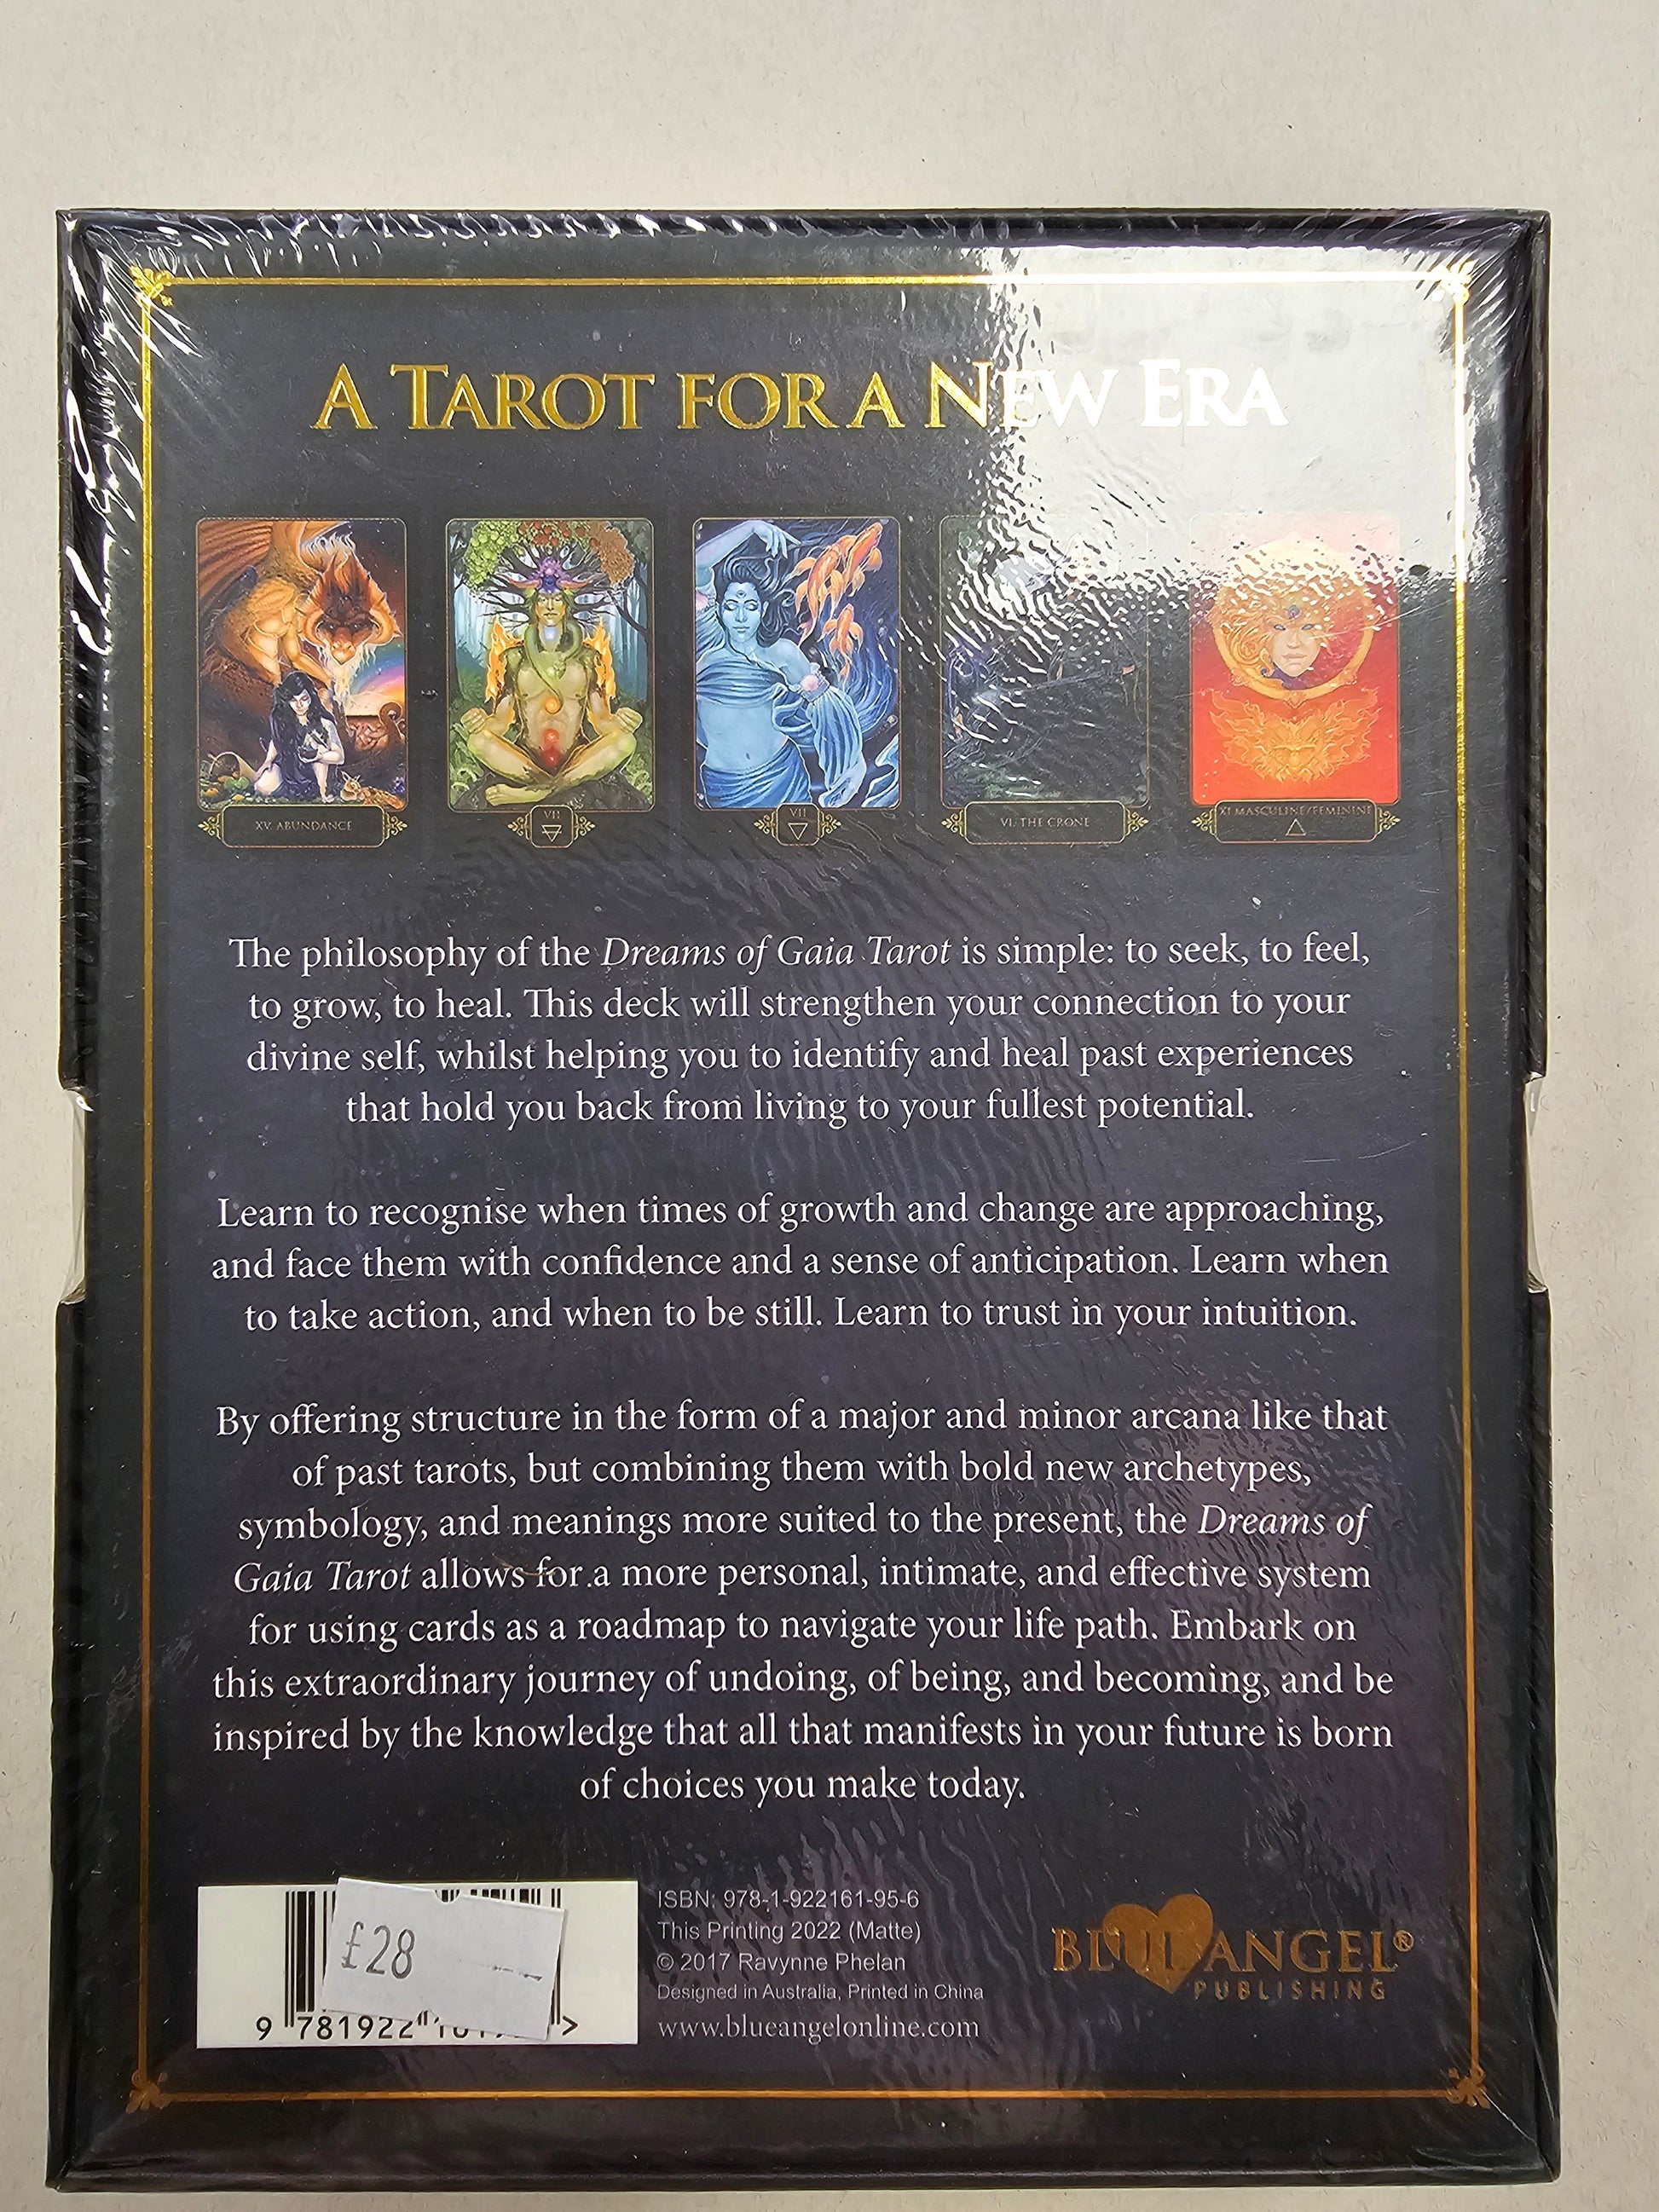 A TAROT FOR A NEW ERA
XV. ABUNDANCE
VII
VII
VI. THE CRONE
XI MASCULINE/FEMININE
The philosophy of the Dreams of Gaia Tarot is simple: to seek, to feel,
to grow, to heal. This deck will strengthen your connection to your
divine self, whilst helping you to identify and heal past experiences
that hold you back from living to your fullest potential.
Learn to recognise when times of growth and change are approaching,
and face them with confidence and a sense of anticipation. Learn when
to take action, and when to be still. Learn to trust in your intuition.
By offering structure in the form of a major and minor arcana like that
of past tarots, but combining them with bold new archetypes,
symbology, and meanings more suited to the present, the Dreams of
Gaia Tarot allows for a more personal, intimate, and effective system
for using cards as a roadmap to navigate your life path. Embark on
this extraordinary journey of undoing, of being, and becoming, and be
inspired by the knowledge that all that manifests in your future is born
of choices you make today.
£28
9 781922
>
ISBN: 978-1-922161-95-6
This Printing 2022 (Matte)
© 2017 Ravynne Phelan
Designed in Australia, Printed in China
www.blueangelonline.com
BLUE ANGEL®
PUBLISHING